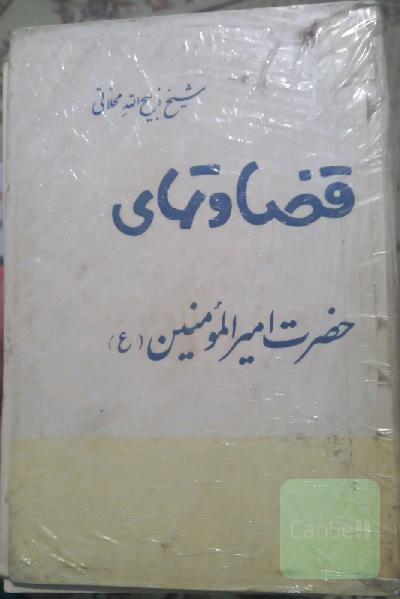 شیخ ذبیح الله محلاتی
قضاوتهای
حضرت امیرالمؤمنین (ع)
CanSell